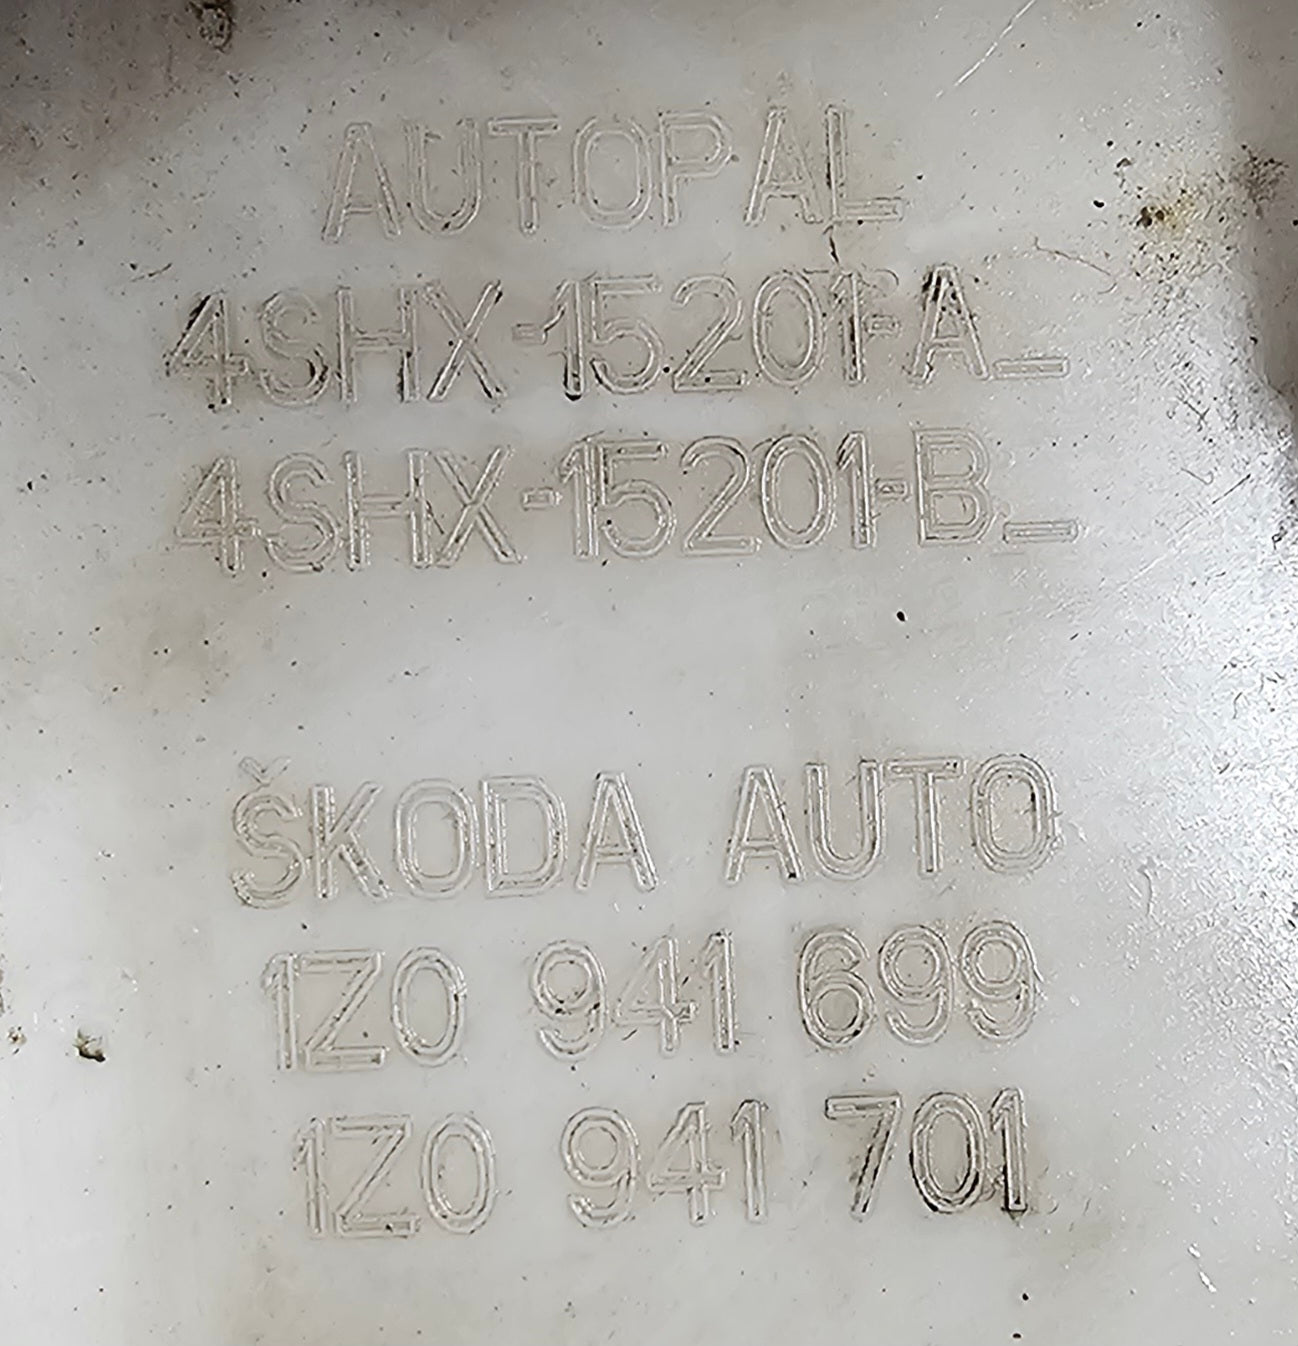 AUTOPAL
4SHX-15201-A_
4SHX-15201-B_
ŠKODA AUTO
1Z0 941 699
1Z0 941 701